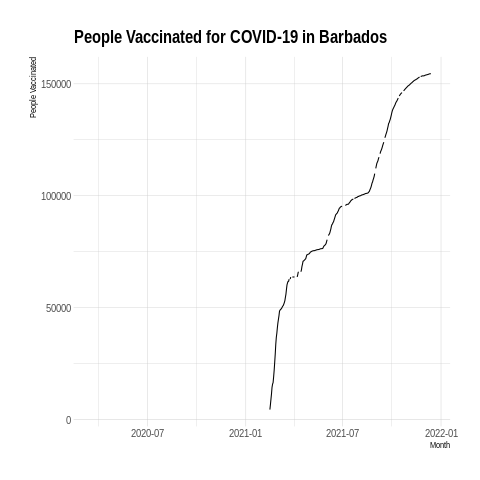 People Vaccinated for COVID-19 in Barbados
People Vaccinated
150000
100000
50000
0
2020-07 2021-01 2021-07 2022-01
Month